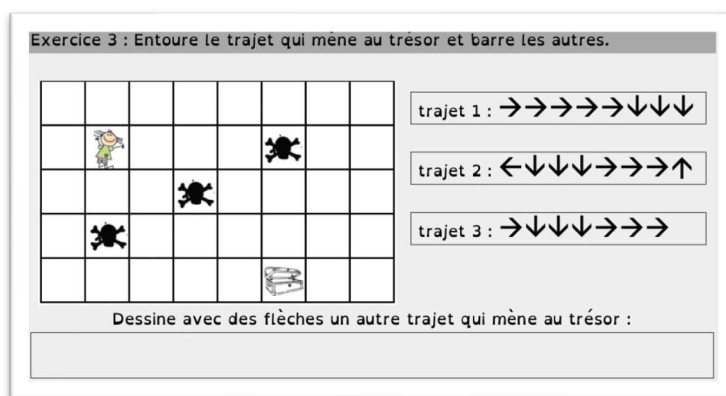 Exercice 3 : Entoure le trajet qui mène au trésor et barre les autres.
trajet 1 : →→→→→↓↓↓
trajet 2 : ←↓↓↓→→→↑
trajet 3 : →↓↓↓→→→
Dessine avec des flèches un autre trajet qui mène au trésor :